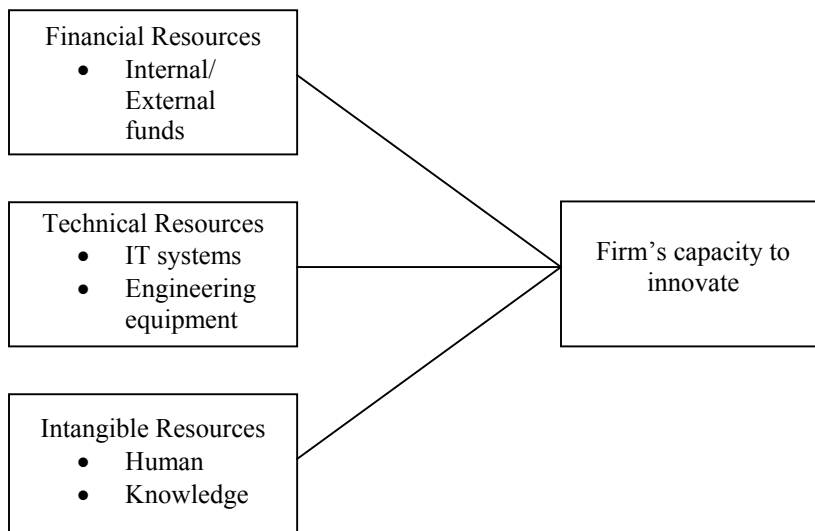 Financial Resources
• Internal/
External
funds
Technical Resources
• IT systems
• Engineering
equipment
Firm’s capacity to
innovate
Intangible Resources
• Human
• Knowledge